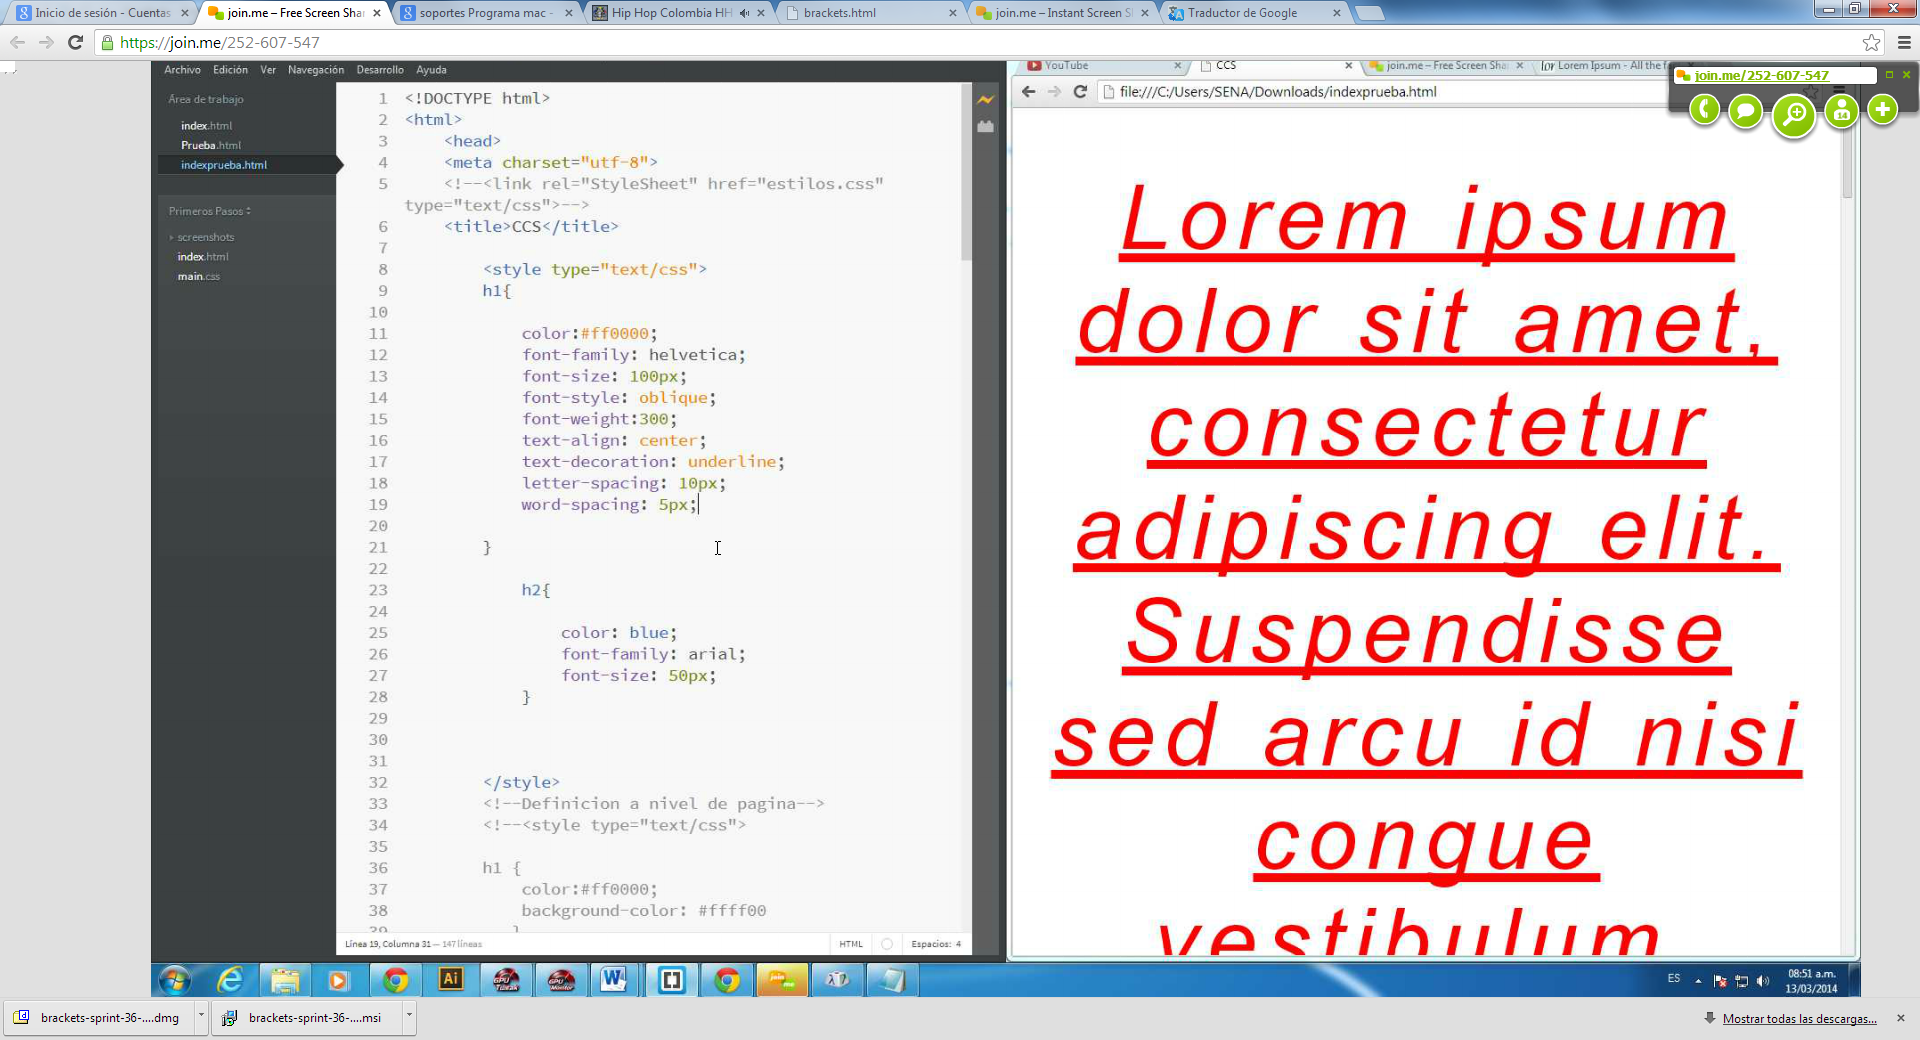 Inicio de sesión - Cuentas
join.me – Free Screen Sha
soportes Programa mac -
Hip Hop Colombia HH
brackets.html
join.me – Instant Screen S
Traductor de Google
https://join.me/252-607-547
Archivo Edición Ver Navegación Desarrollo Ayuda
Área de trabajo
index.html
Prueba.html
indexprueba.html
Primeros Pasos
screenshots
index.html
main.css
1 <!DOCTYPE html>
2 <html>
3 <head>
4 <meta charset="utf-8">
5 <!--<link rel="StyleSheet" href="estilos.css"
type="text/css">-->
6 <title>CCS</title>
7
8 <style type="text/css">
9 h1{
10
11 color:#ff0000;
12 font-family: helvetica;
13 font-size: 100px;
14 font-style: oblique;
15 font-weight:300;
16 text-align: center;
17 text-decoration: underline;
18 letter-spacing: 10px;
19 word-spacing: 5px;
20
21 }
22
23 h2{
24
25 color: blue;
26 font-family: arial;
27 font-size: 50px;
28 }
29
30
31
32 </style>
33 <!--Definicion a nivel de pagina-->
34 <!--<style type="text/css">
35
36 h1 {
37 color:#ff0000;
38 background-color: #ffff00
39 }
Línea 19, Columna 31 — 147 líneas
HTML
Espacios: 4
YouTube
CCS
join.me – Free Screen Sha
Lorem Ipsum - All the f
file:///C:/Users/SENA/Downloads/indexprueba.html
join.me/252-607-547
14
Lorem ipsum
dolor sit amet,
consectetur
adipiscing elit.
Suspendisse
sed arcu id nisi
congue
vestibulum
Ai
GPU Tweak
GPU Monitor
W
join me
ES
08:51 a.m.
13/03/2014
brackets-sprint-36-....dmg
brackets-sprint-36-....msi
Mostrar todas las descargas...